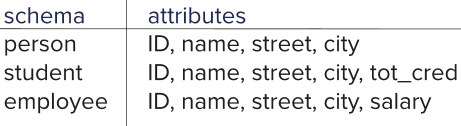 schema attributes
person ID, name, street, city
student ID, name, street, city, tot_cred
employee ID, name, street, city, salary